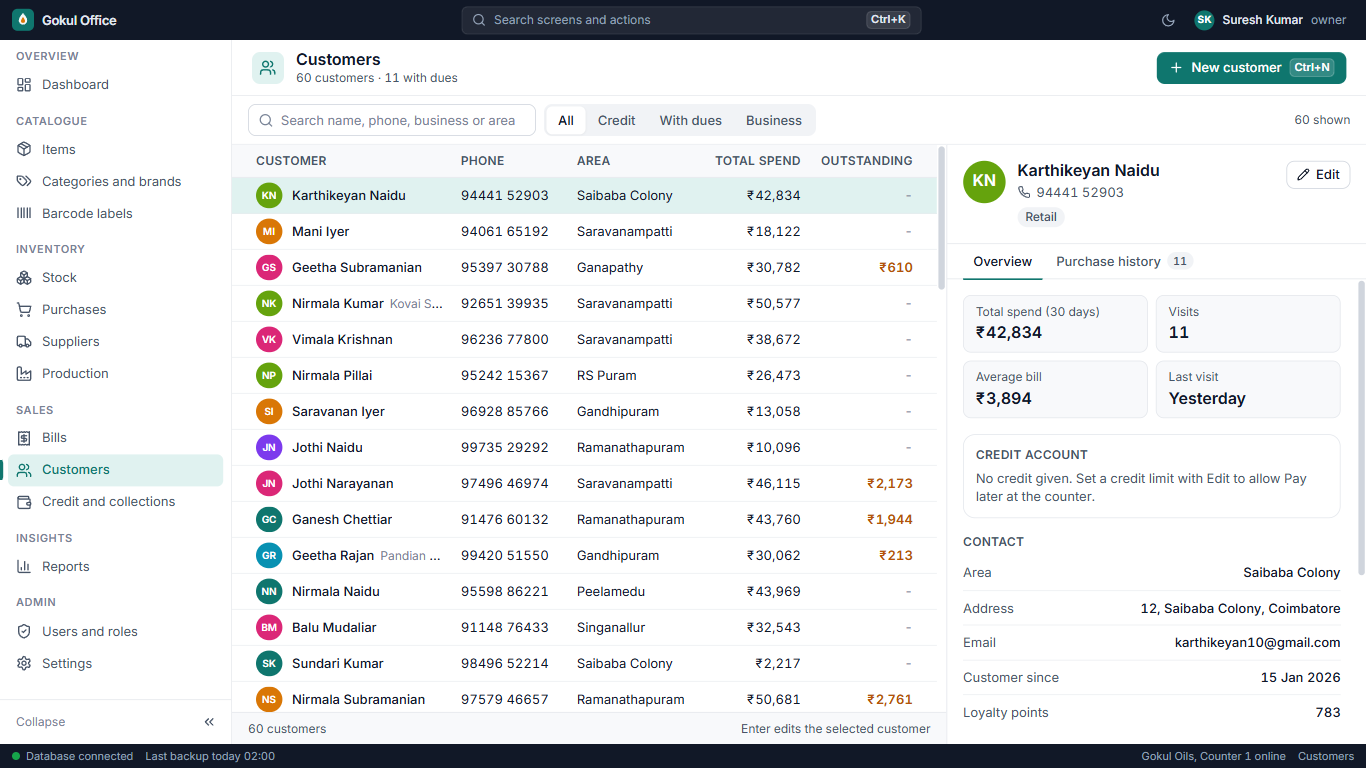 Gokul Office
Search screens and actions Ctrl+K
SK Suresh Kumar owner
OVERVIEW
Dashboard
CATALOGUE
Items
Categories and brands
Barcode labels
INVENTORY
Stock
Purchases
Suppliers
Production
SALES
Bills
Customers
Credit and collections
INSIGHTS
Reports
ADMIN
Users and roles
Settings
Collapse
Customers
60 customers · 11 with dues
+ New customer Ctrl+N
Search name, phone, business or area
All Credit With dues Business
60 shown
CUSTOMER PHONE AREA TOTAL SPEND OUTSTANDING
KN Karthikeyan Naidu 94441 52903 Saibaba Colony ₹42,834 -
MI Mani Iyer 94061 65192 Saravanampatti ₹18,122 -
GS Geetha Subramanian 95397 30788 Ganapathy ₹30,782 ₹610
NK Nirmala Kumar Kovai S... 92651 39935 Saravanampatti ₹50,577 -
VK Vimala Krishnan 96236 77800 Saravanampatti ₹38,672 -
NP Nirmala Pillai 95242 15367 RS Puram ₹26,473 -
SI Saravanan Iyer 96928 85766 Gandhipuram ₹13,058 -
JN Jothi Naidu 99735 29292 Ramanathapuram ₹10,096 -
JN Jothi Narayanan 97496 46974 Saravanampatti ₹46,115 ₹2,173
GC Ganesh Chettiar 91476 60132 Ramanathapuram ₹43,760 ₹1,944
GR Geetha Rajan Pandian ... 99420 51550 Gandhipuram ₹30,062 ₹213
NN Nirmala Naidu 95598 86221 Peelamedu ₹43,969 -
BM Balu Mudaliar 91148 76433 Singanallur ₹32,543 -
SK Sundari Kumar 98496 52214 Saibaba Colony ₹2,217 -
NS Nirmala Subramanian 97579 46657 Ramanathapuram ₹50,681 ₹2,761
60 customers Enter edits the selected customer
KN Karthikeyan Naidu
94441 52903
Retail
Edit
Overview Purchase history 11
Total spend (30 days)
₹42,834
Visits
11
Average bill
₹3,894
Last visit
Yesterday
CREDIT ACCOUNT
No credit given. Set a credit limit with Edit to allow Pay
later at the counter.
CONTACT
Area Saibaba Colony
Address 12, Saibaba Colony, Coimbatore
Email karthikeyan10@gmail.com
Customer since 15 Jan 2026
Loyalty points 783
Database connected Last backup today 02:00
Gokul Oils, Counter 1 online Customers